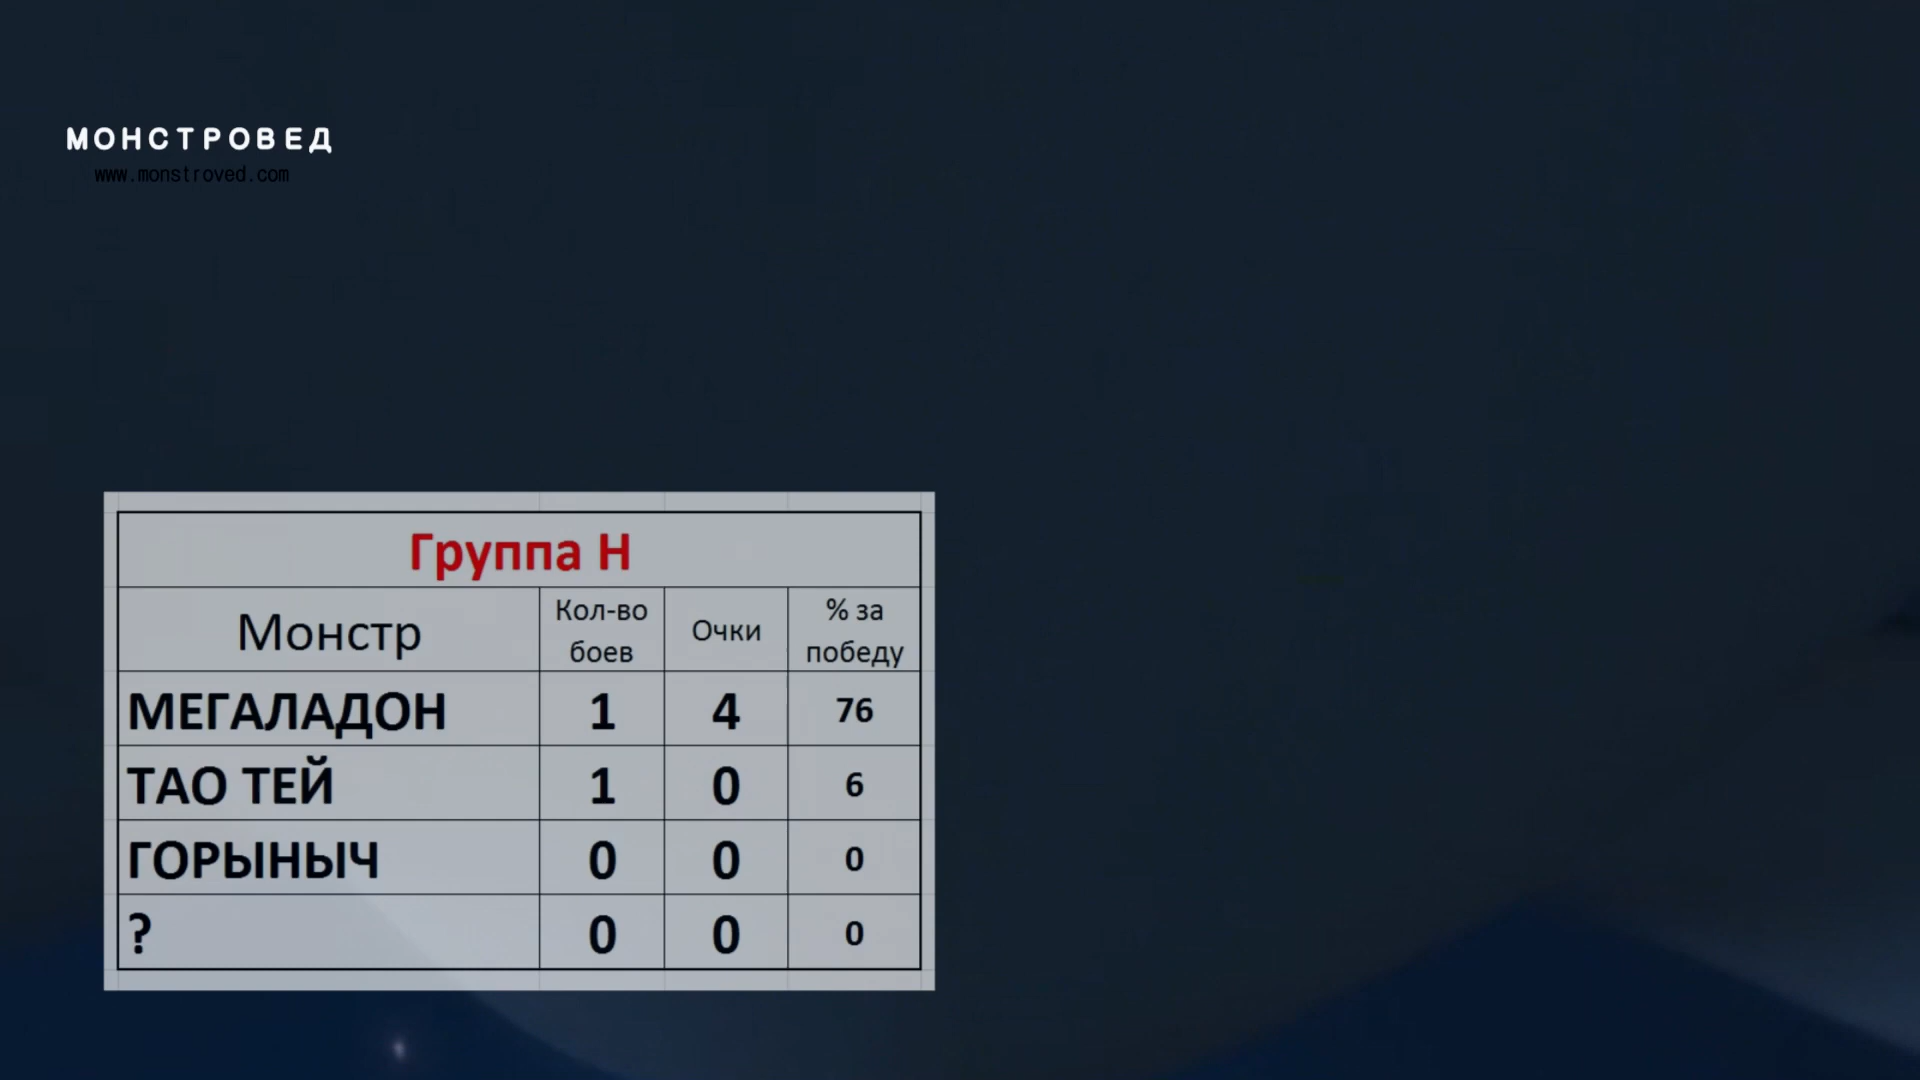 МОНСТРОВЕД
www.monstroved.com
Группа H
Монстр Кол-во боев Очки % за победу
МЕГАЛАДОН 1 4 76
ТАО ТЕЙ 1 0 6
ГОРЫНЫЧ 0 0 0
? 0 0 0